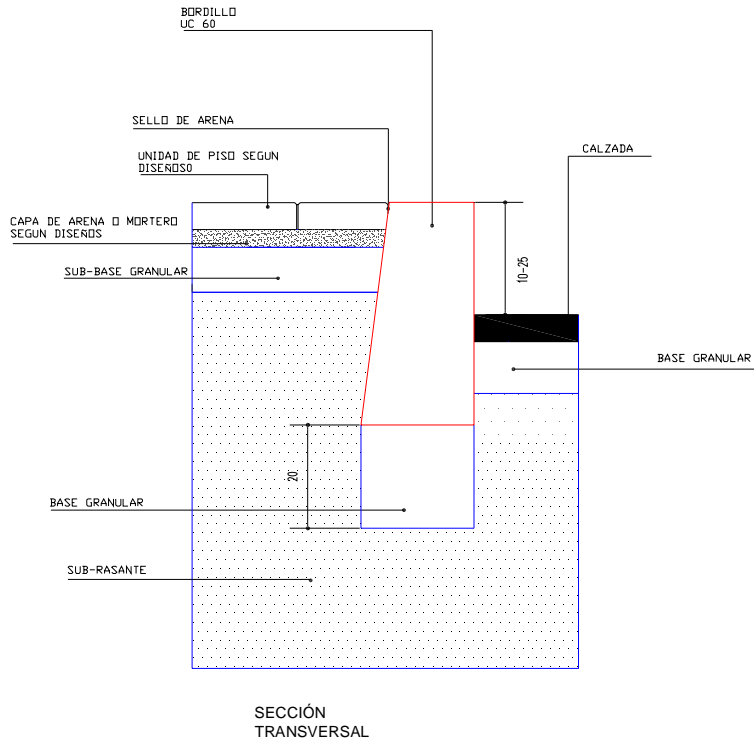 BORDILLO
UC 60
SELLO DE ARENA
UNIDAD DE PISO SEGUN
DISEÑOSO
CALZADA
CAPA DE ARENA O MORTERO
SEGUN DISEÑOS
SUB-BASE GRANULAR
10-25
BASE GRANULAR
20
BASE GRANULAR
SUB-RASANTE
SECCIÓN
TRANSVERSAL